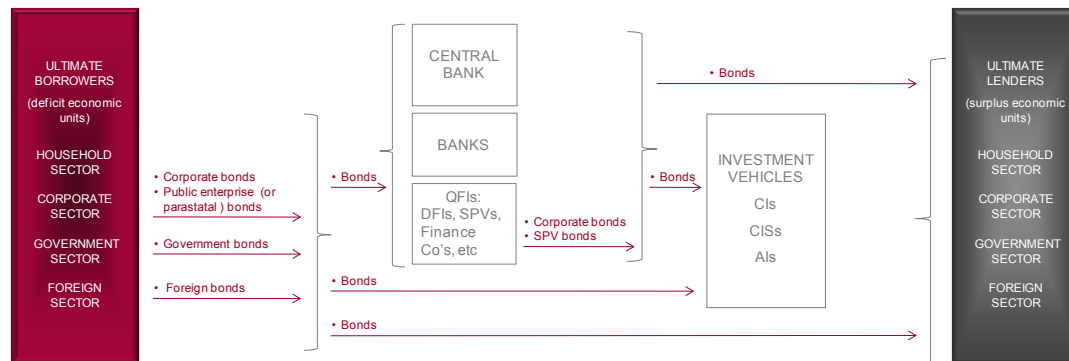 ULTIMATE
BORROWERS
(deficit economic
units)
HOUSEHOLD
SECTOR
CORPORATE
SECTOR
GOVERNMENT
SECTOR
FOREIGN
SECTOR
• Corporate bonds
• Public enterprise (or
parastatal ) bonds
• Government bonds
• Foreign bonds
• Bonds
• Bonds
• Bonds
CENTRAL
BANK
BANKS
QFIs:
DFIs, SPVs,
Finance
Co's, etc
• Corporate bonds
• SPV bonds
• Bonds
• Bonds
INVESTMENT
VEHICLES
CIs
CISs
AIs
ULTIMATE
LENDERS
(surplus economic
units)
HOUSEHOLD
SECTOR
CORPORATE
SECTOR
GOVERNMENT
SECTOR
FOREIGN
SECTOR